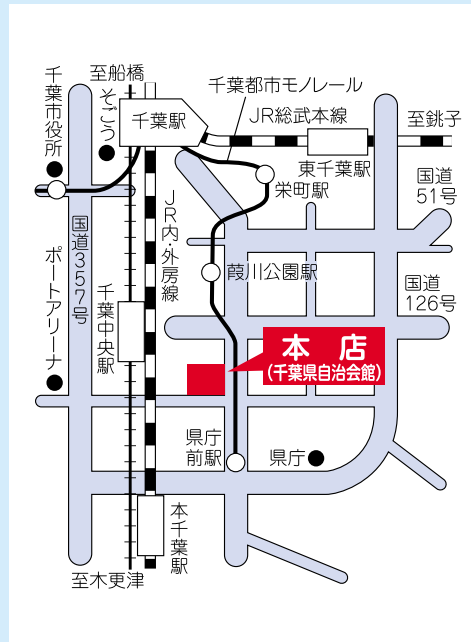 至船橋
千葉市役所
そごう
千葉駅
千葉都市モノレール
JR総武本線
至銚子
東千葉駅
栄町駅
国道
51号
JR内・外房線
国道357号
ポートアリーナ
千葉中央駅
葭川公園駅
国道
126号
本店
(千葉県自治会館)
県庁
前駅
県庁
本千葉駅
至木更津